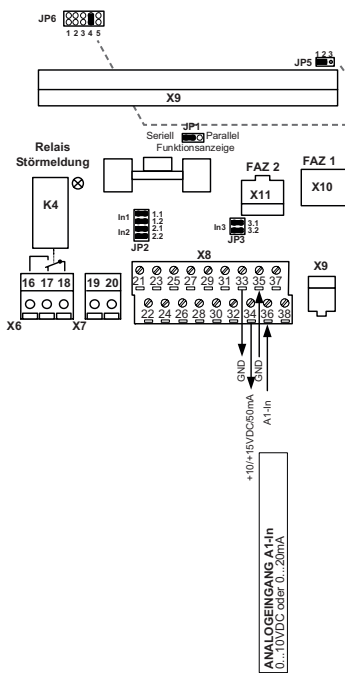 JP6
1 2 3 4 5
JP5
1 2 3
X9
JP1
Seriell Parallel
Funktionsanzeige
Relais
Störmeldung
FAZ 2
FAZ 1
K4
X11
X10
In1
In2
1.1
1.2
2.1
2.2
JP2
In3
3.1
3.2
JP3
X8
X9
16 17 18
19 20
21 23 25 27 29 31 33 35 37
22 24 26 28 30 32 34 36 38
X6
X7
GND
+10/+15VDC/50mA
GND
A1-In
ANALOGEINGANG A1-In
0...10VDC oder 0...20mA